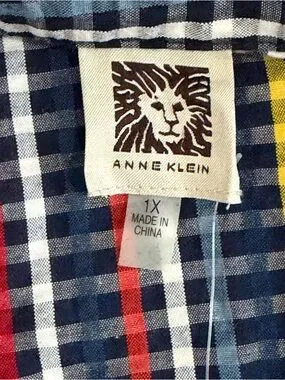 ANNE KLEIN
1X
MADE IN
CHINA